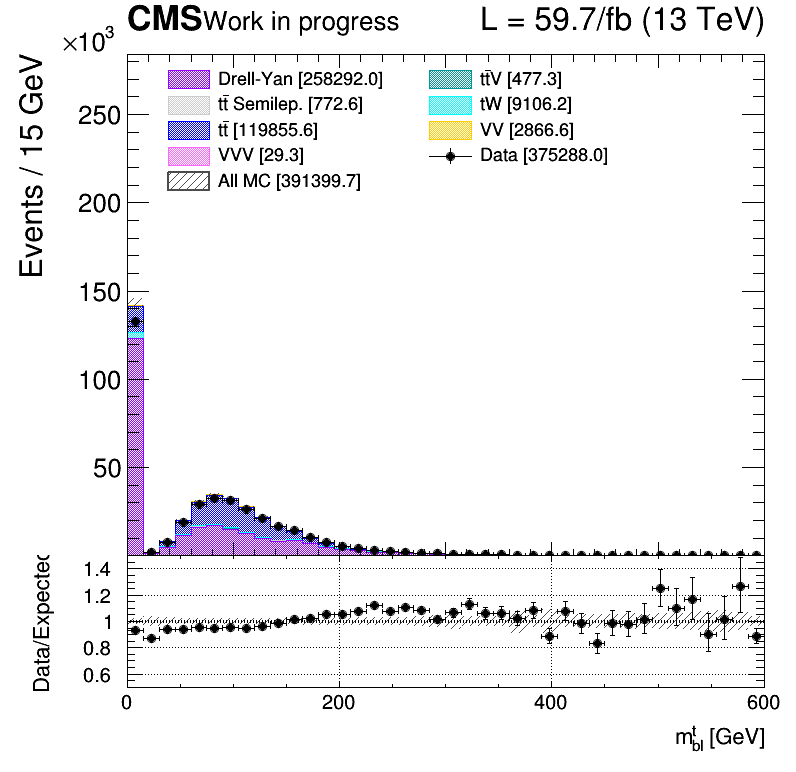 CMS Work in progress L = 59.7/fb (13 TeV)
×10³
Events / 15 GeV
Drell-Yan [258292.0]
tt̄ Semilep. [772.6]
tt̄ [119855.6]
VVV [29.3]
All MC [391399.7]
tt̄V [477.3]
tW [9106.2]
VV [2866.6]
Data [375288.0]
250
200
150
100
50
Data/Expected
1.4
1.2
1
0.8
0.6
0 200 400 600
m^t_bl [GeV]